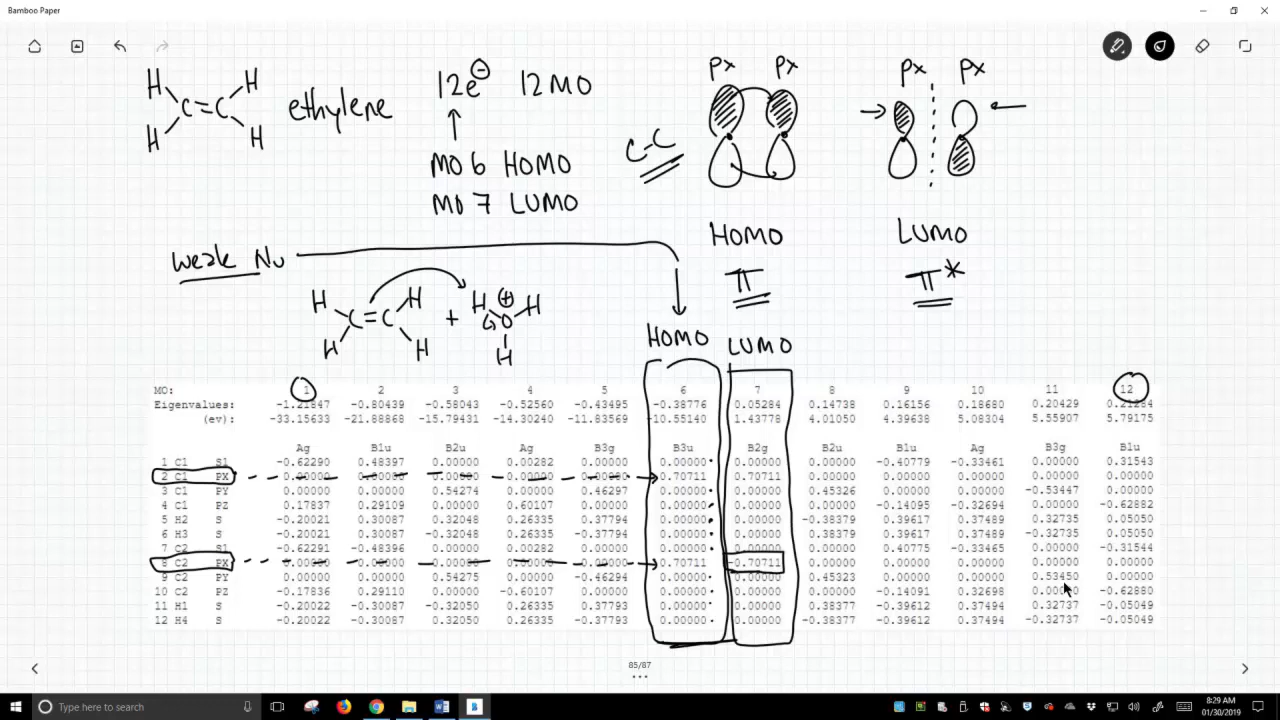 Bamboo Paper
H H
C=C
H H
ethylene
12e⊖ 12MO
MO 6 HOMO
MO 7 LUMO
C-C
Px Px
HOMO
π
Px Px
LUMO
π*
weak Nu
H H
C=C
H H
+
H ⊕ H
O
H
HOMO LUMO
MO: 1 2 3 4 5 6 7 8 9 10 11 12
Eigenvalues: -1.21847 -0.80439 -0.58043 -0.52560 -0.43495 -0.38776 0.05284 0.14738 0.16156 0.18680 0.20429 0.21284
(ev): -33.15633 -21.88868 -15.79431 -14.30240 -11.83569 -10.55140 1.43778 4.01050 4.39638 5.08304 5.55907 5.79175
Ag B1u B2u Ag B3g B3u B2g B2u B1u Ag B3g B1u
1 C1 S1 -0.62290 0.48397 0.00000 0.00282 0.00000 0.00000 0.00000 0.00000 -0.40779 -0.33461 0.00000 0.31543
2 C1 PX 0.70711 0.70711 0.00000 0.00000 0.00000 0.00000 0.00000
3 C1 PY 0.00000 0.00000 0.54274 0.00000 0.46297 0.00000 0.00000 0.45326 0.00000 0.00000 -0.53447 0.00000
4 C1 PZ 0.17837 0.29109 0.00000 0.60107 0.00000 0.00000 0.00000 0.00000 -0.14095 -0.32694 0.00000 -0.62882
5 H2 S -0.20021 0.30087 0.32048 0.26335 0.37794 0.00000 0.00000 -0.38379 0.39617 0.37489 0.32735 0.05050
6 H3 S -0.20021 0.30087 -0.32048 0.26335 -0.37794 0.00000 0.00000 0.38379 0.39617 0.37489 -0.32735 0.05050
7 C2 S1 -0.62291 -0.48396 0.00000 0.00282 0.00000 0.00000 0.00000 0.00000 0.40778 -0.33465 0.00000 -0.31544
8 C2 PX 0.70711 -0.70711 0.00000 0.00000 0.00000 0.00000 0.00000
9 C2 PY 0.00000 0.00000 0.54275 0.00000 -0.46294 0.00000 0.00000 0.45323 0.00000 0.00000 0.53450 0.00000
10 C2 PZ -0.17836 0.29110 0.00000 -0.60107 0.00000 0.00000 0.00000 0.00000 -0.14091 0.32698 -0.62880
11 H1 S -0.20022 -0.30087 -0.32050 0.26335 0.37793 0.00000 0.00000 0.38377 -0.39612 0.37494 0.32737 -0.05049
12 H4 S -0.20022 -0.30087 0.32050 0.26335 -0.37793 0.00000 0.00000 -0.38377 -0.39612 0.37494 -0.32737 -0.05049
85/87
Type here to search
8:29 AM
01/30/2019